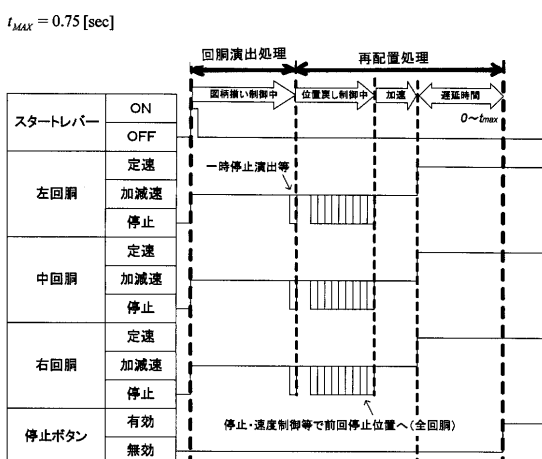 t_MAX = 0.75 [sec]
回胴演出処理
再配置処理
図柄揃い制御中
位置戻し制御中
加速
遅延時間
0～tmax
スタートレバー
ON
OFF
左回胴
定速
加減速
停止
一時停止演出等
中回胴
定速
加減速
停止
右回胴
定速
加減速
停止
停止・速度制御等で前回停止位置へ(全回胴)
停止ボタン
有効
無効